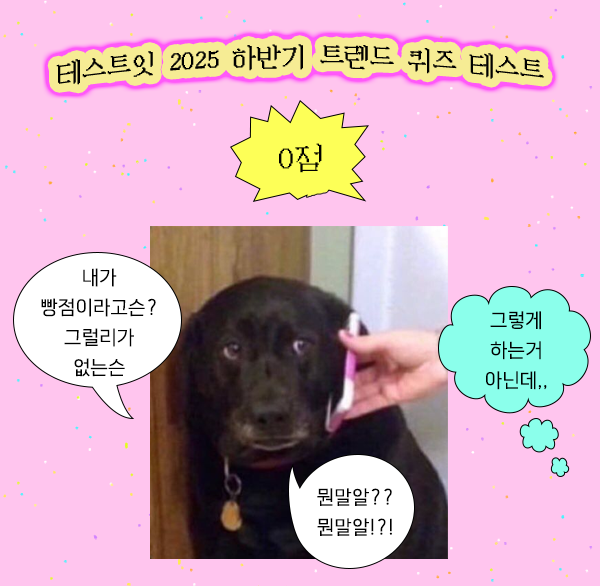 테스트잇 2025 하반기 트렌드 퀴즈 테스트
0점
내가
빵점이라고슨?
그럴리가
없는슨
그렇게
하는거
아닌데,,
뭔말알??
뭔말알!?!